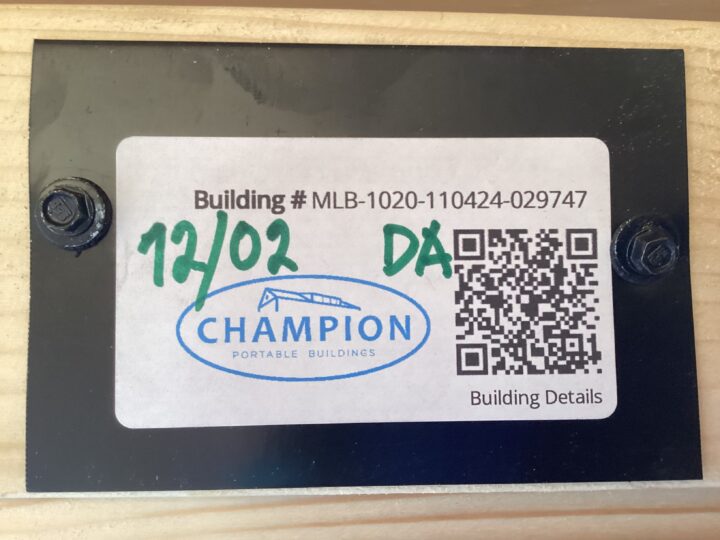 Building # MLB-1020-110424-029747
12/02 DA
CHAMPION
PORTABLE BUILDINGS
Building Details